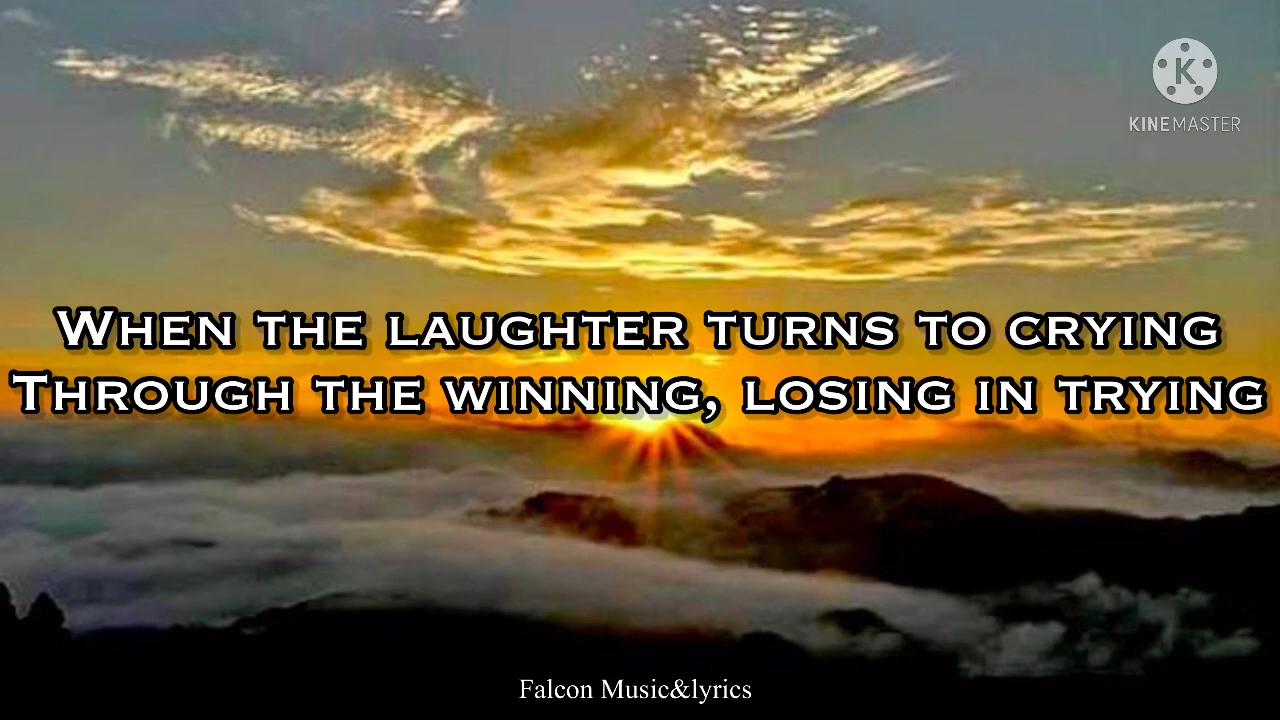 KINEMASTER
WHEN THE LAUGHTER TURNS TO CRYING
THROUGH THE WINNING, LOSING IN TRYING
Falcon Music&lyrics